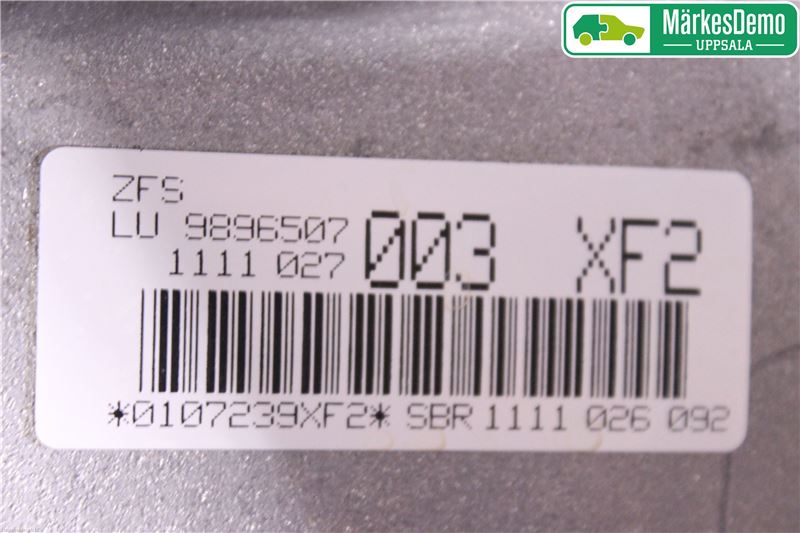 MärkesDemo
UPPSALA
ZFS
LU 9896507 003 XF2
1111 027
*0107239XF2* SBR 1111 026 092